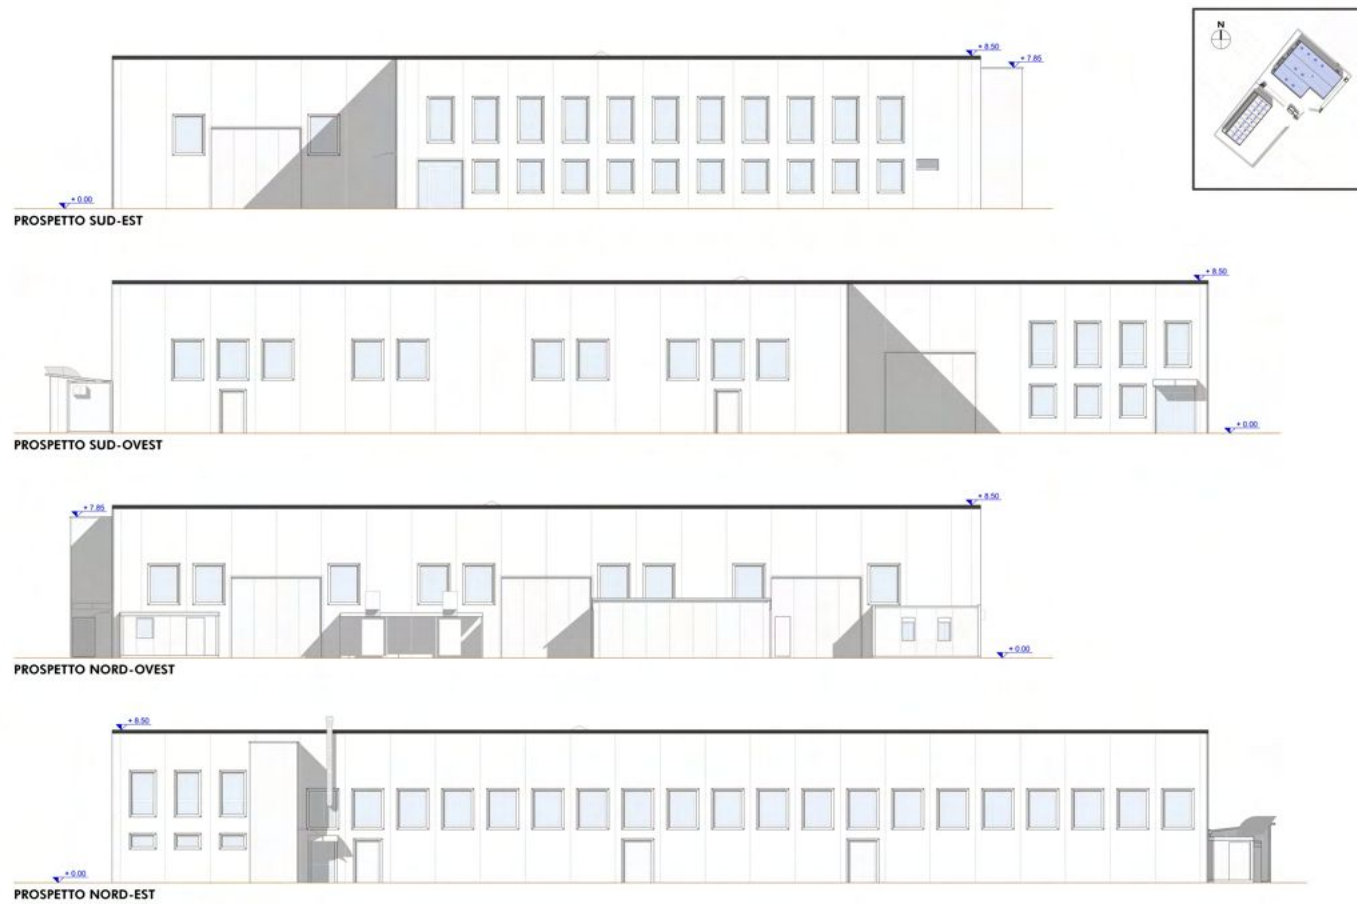 N
+ 8.50
+ 7.85
+ 0.00
PROSPETTO SUD-EST
+ 8.50
+ 0.00
PROSPETTO SUD-OVEST
+ 7.85
+ 8.50
+ 0.00
PROSPETTO NORD-OVEST
+ 8.50
+ 0.00
PROSPETTO NORD-EST